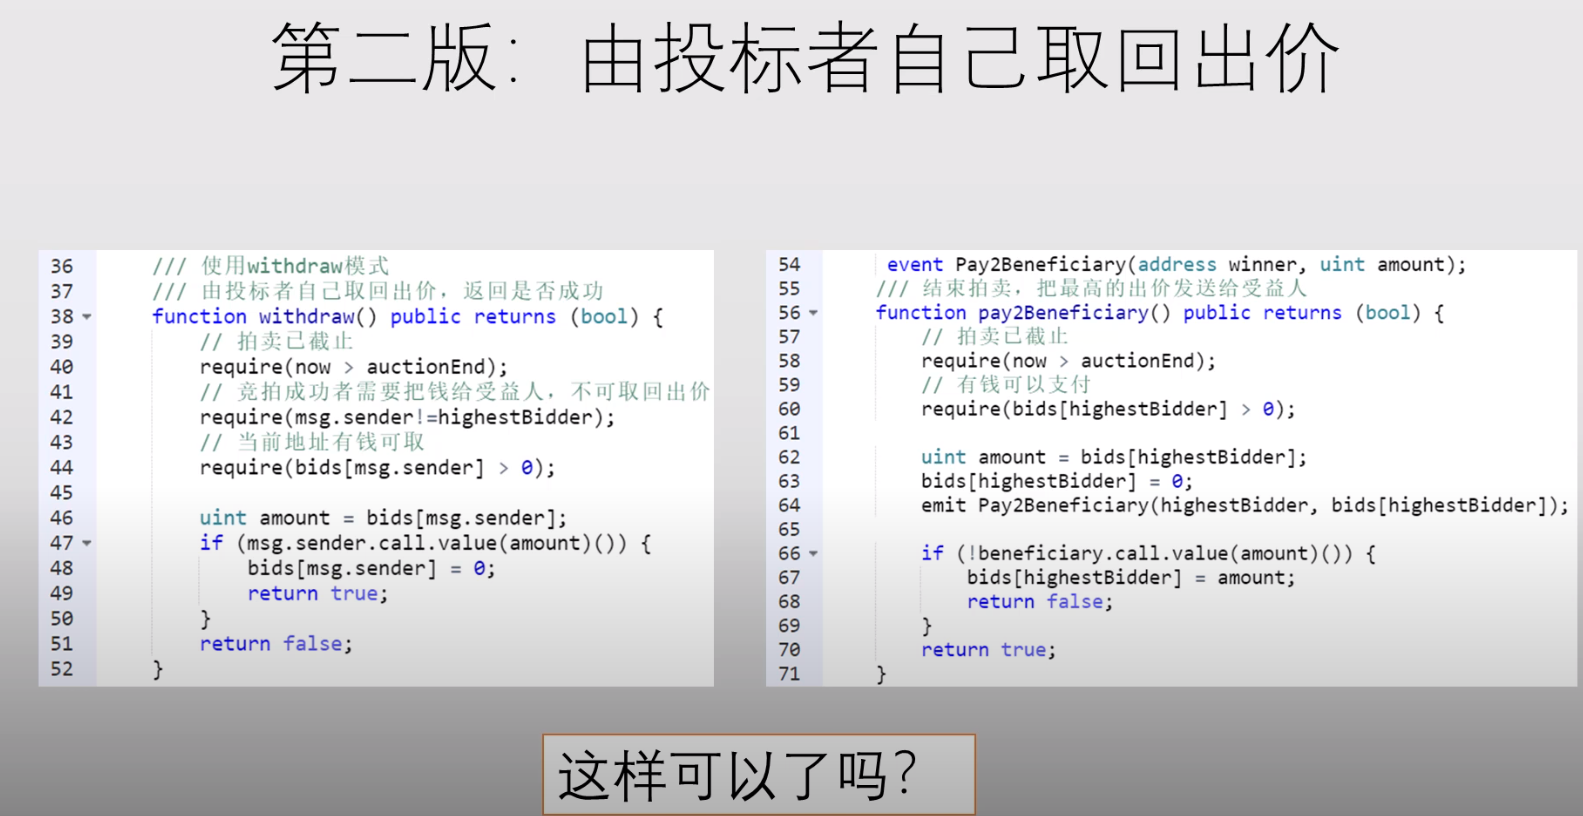 第二版：由投标者自己取回出价
36 /// 使用withdraw模式
37 /// 由投标者自己取回出价，返回是否成功
38 function withdraw() public returns (bool) {
39 // 拍卖已截止
40 require(now > auctionEnd);
41 // 竞拍成功者需要把钱给受益人，不可取回出价
42 require(msg.sender!=highestBidder);
43 // 当前地址有钱可取
44 require(bids[msg.sender] > 0);
45
46 uint amount = bids[msg.sender];
47 if (msg.sender.call.value(amount)()) {
48 bids[msg.sender] = 0;
49 return true;
50 }
51 return false;
52 }
54 event Pay2Beneficiary(address winner, uint amount);
55 /// 结束拍卖，把最高的出价发送给受益人
56 function pay2Beneficiary() public returns (bool) {
57 // 拍卖已截止
58 require(now > auctionEnd);
59 // 有钱可以支付
60 require(bids[highestBidder] > 0);
61
62 uint amount = bids[highestBidder];
63 bids[highestBidder] = 0;
64 emit Pay2Beneficiary(highestBidder, bids[highestBidder]);
65
66 if (!beneficiary.call.value(amount)()) {
67 bids[highestBidder] = amount;
68 return false;
69 }
70 return true;
71 }
这样可以了吗？